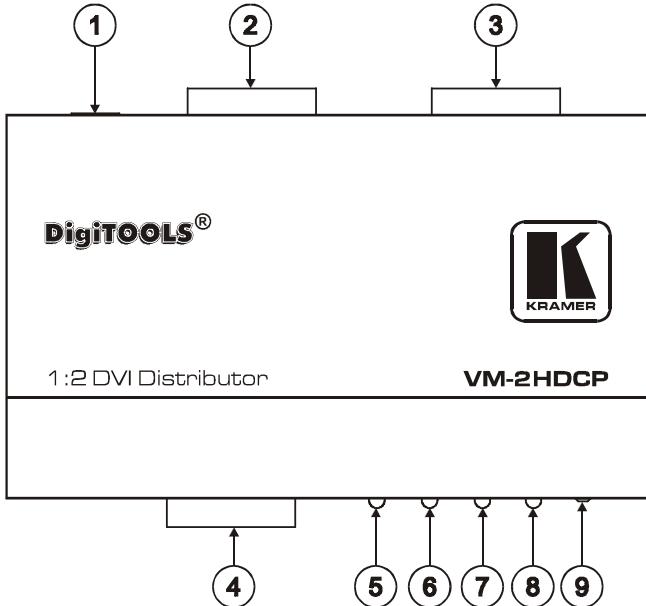 1 2 3
DigiTOOLS®
KRAMER
1:2 DVI Distributor VM-2HDCP
4 5 6 7 8 9